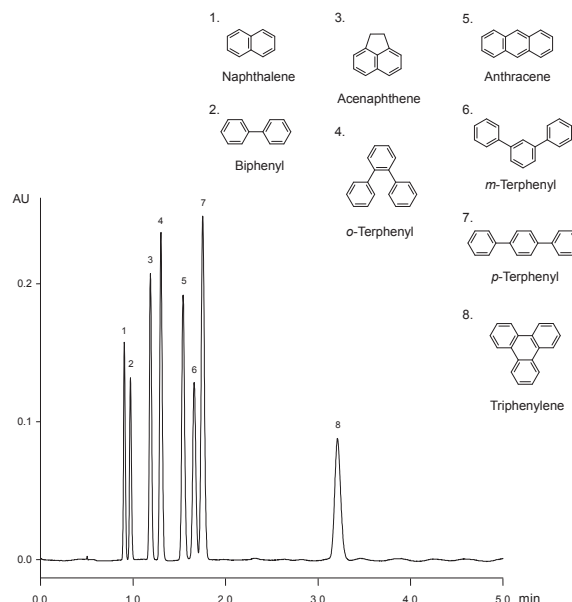 1.
Naphthalene
2.
Biphenyl
3.
Acenaphthene
4.
o-Terphenyl
5.
Anthracene
6.
m-Terphenyl
7.
p-Terphenyl
8.
Triphenylene
AU
0.2
0.1
0.0
1
2
3
4
5
6
7
8
0.0 1.0 2.0 3.0 4.0 5.0 min